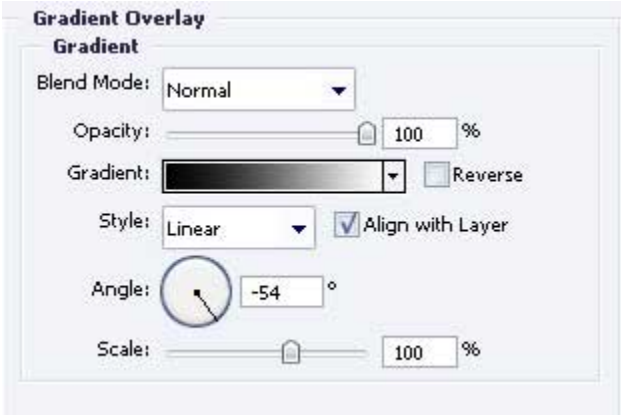 Gradient Overlay
Gradient
Blend Mode: Normal
Opacity: 100 %
Gradient: Reverse
Style: Linear Align with Layer
Angle: -54 °
Scale: 100 %